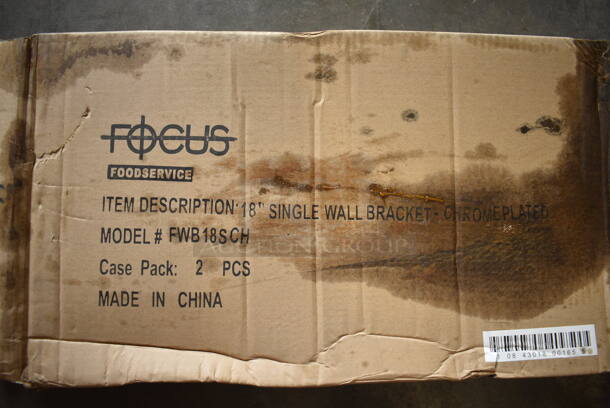 FOCUS
FOODSERVICE
ITEM DESCRIPTION: 18" SINGLE WALL BRACKET - CHROMEPLATED
MODEL # FWB18SCH
Case Pack: 2 PCS
MADE IN CHINA